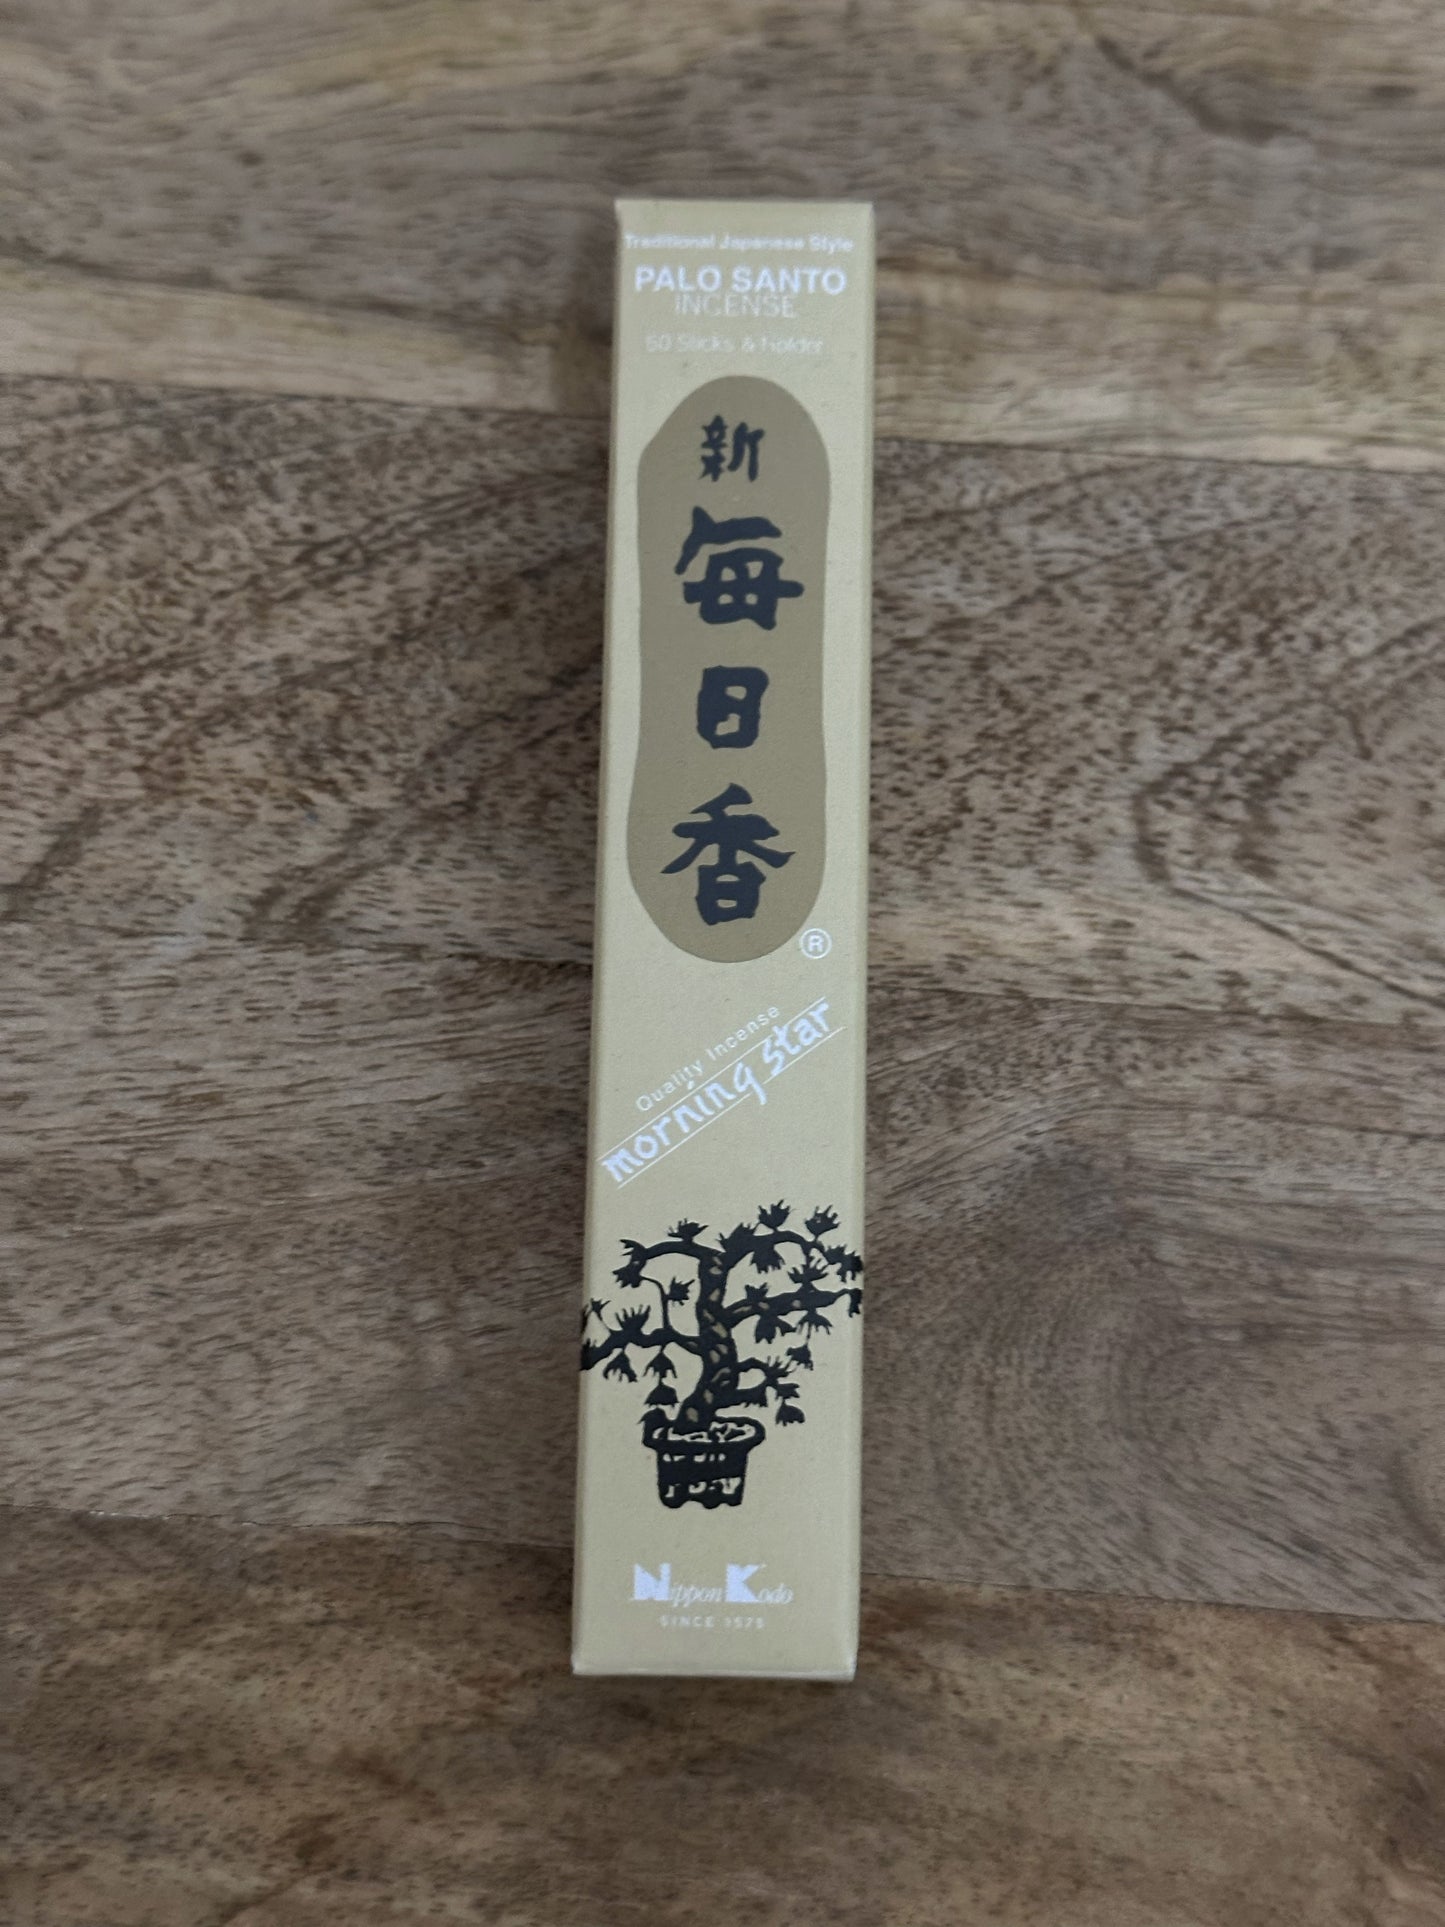 Traditional Japanese Style
PALO SANTO
INCENSE
50 Sticks & Holder
新
毎
日
香
®
Quality Incense
morning star
Nippon Kodo
SINCE 1575